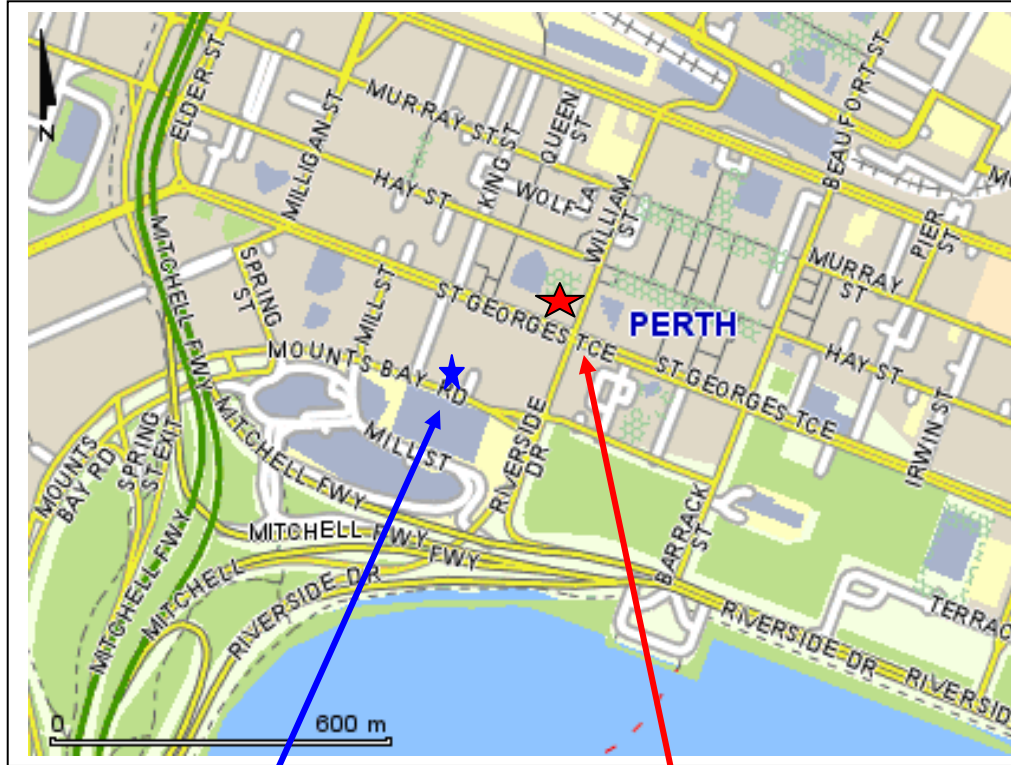 ELDER ST
MILLIGAN ST
MURRAY ST
KING ST
QUEEN ST
BEAUFORT ST
HAY ST
WOLF LA
WILLIAM ST
PIER ST
MURRAY ST
N
MITCHELL FWY
SPRING ST
MILL ST
ST GEORGES TCE
PERTH
ST GEORGES TCE
HAY ST
MOUNTS BAY RD
IRWIN ST
MOUNTS BAY RD
SPRING ST EXIT
MITCHELL FWY
MILL ST
RIVERSIDE DR
BARRACK ST
MITCHELL FWY
MITCHELL FWY
MITCHELL FWY
RIVERSIDE DR
TERRAC
RIVERSIDE DR
RIVERSID
0 600 m